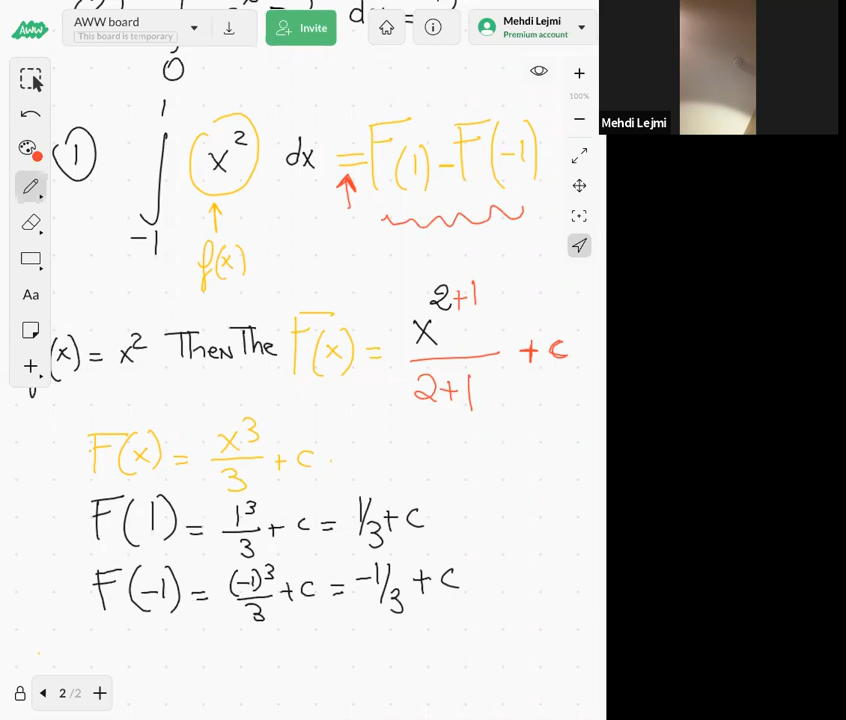 AWW board
This board is temporary
AWW
Invite
Mehdi Lejmi
Premium account
100%
Mehdi Lejmi
0
① ∫_{-1}^{1} x² dx = F(1) - F(-1)
f(x)
(x) = x² Then The F(x) = x^{2+1} / 2+1 + c
F(x) = x³/3 + c
F(1) = 1³/3 + c = 1/3 + c
F(-1) = (-1)³/3 + c = -1/3 + c
Aa
2 / 2